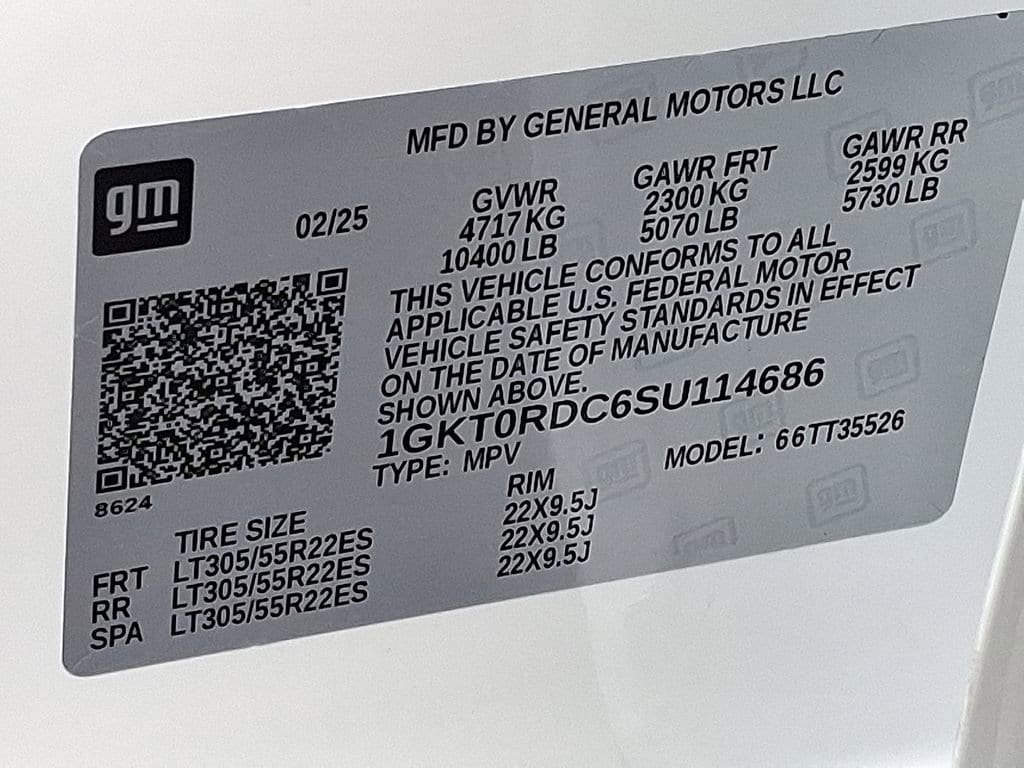 MFD BY GENERAL MOTORS LLC
gm
02/25
GVWR
4717 KG
10400 LB
GAWR FRT
2300 KG
5070 LB
GAWR RR
2599 KG
5730 LB
THIS VEHICLE CONFORMS TO ALL
APPLICABLE U.S. FEDERAL MOTOR
VEHICLE SAFETY STANDARDS IN EFFECT
ON THE DATE OF MANUFACTURE
SHOWN ABOVE.
1GKT0RDC6SU114686
TYPE: MPV
MODEL: 66TT35526
8624
TIRE SIZE RIM
FRT LT305/55R22ES 22X9.5J
RR LT305/55R22ES 22X9.5J
SPA LT305/55R22ES 22X9.5J